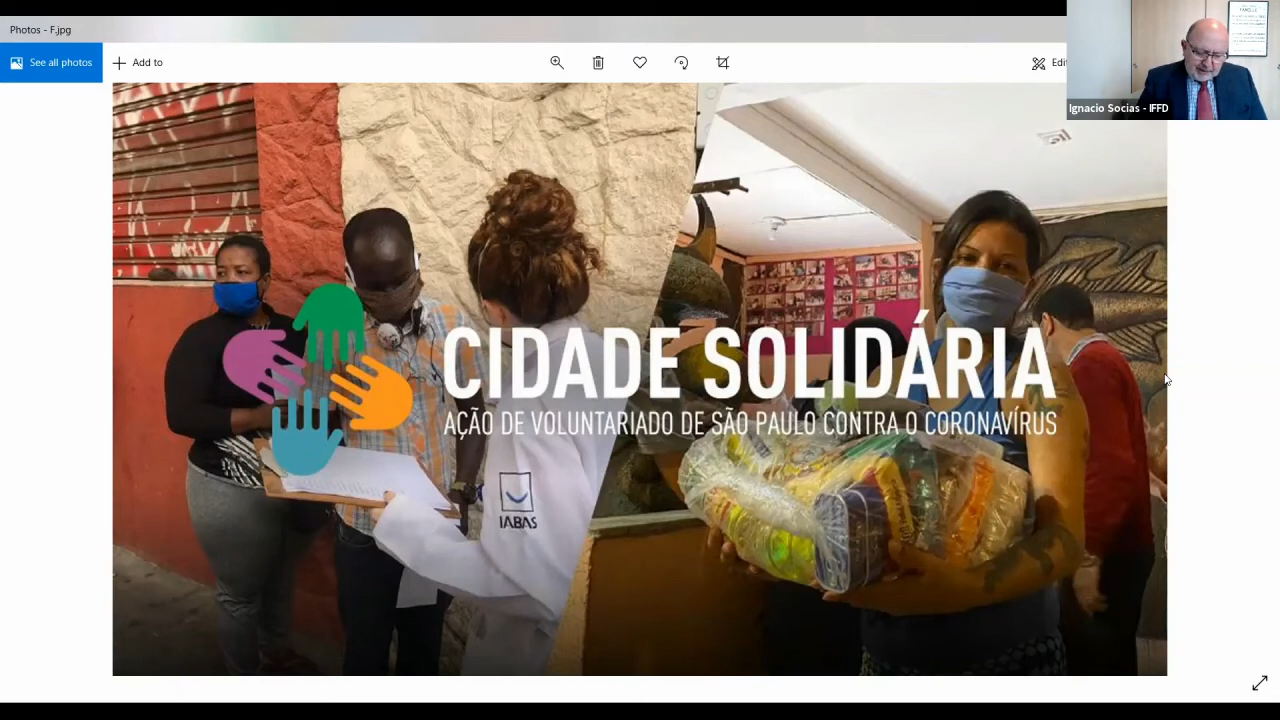 Photos - F.jpg
See all photos
Add to
Edit
Ignacio Socias - IFFD
CIDADE SOLIDÁRIA
AÇÃO DE VOLUNTARIADO DE SÃO PAULO CONTRA O CORONAVÍRUS
IABAS